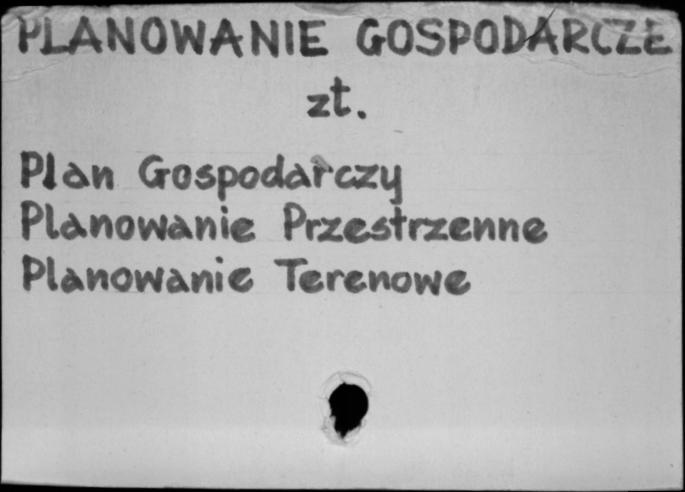 PLANOWANIE GOSPODARCZE
zt.
Plan Gospodarczy
Planowanie Przestrzenne
Planowanie Terenowe